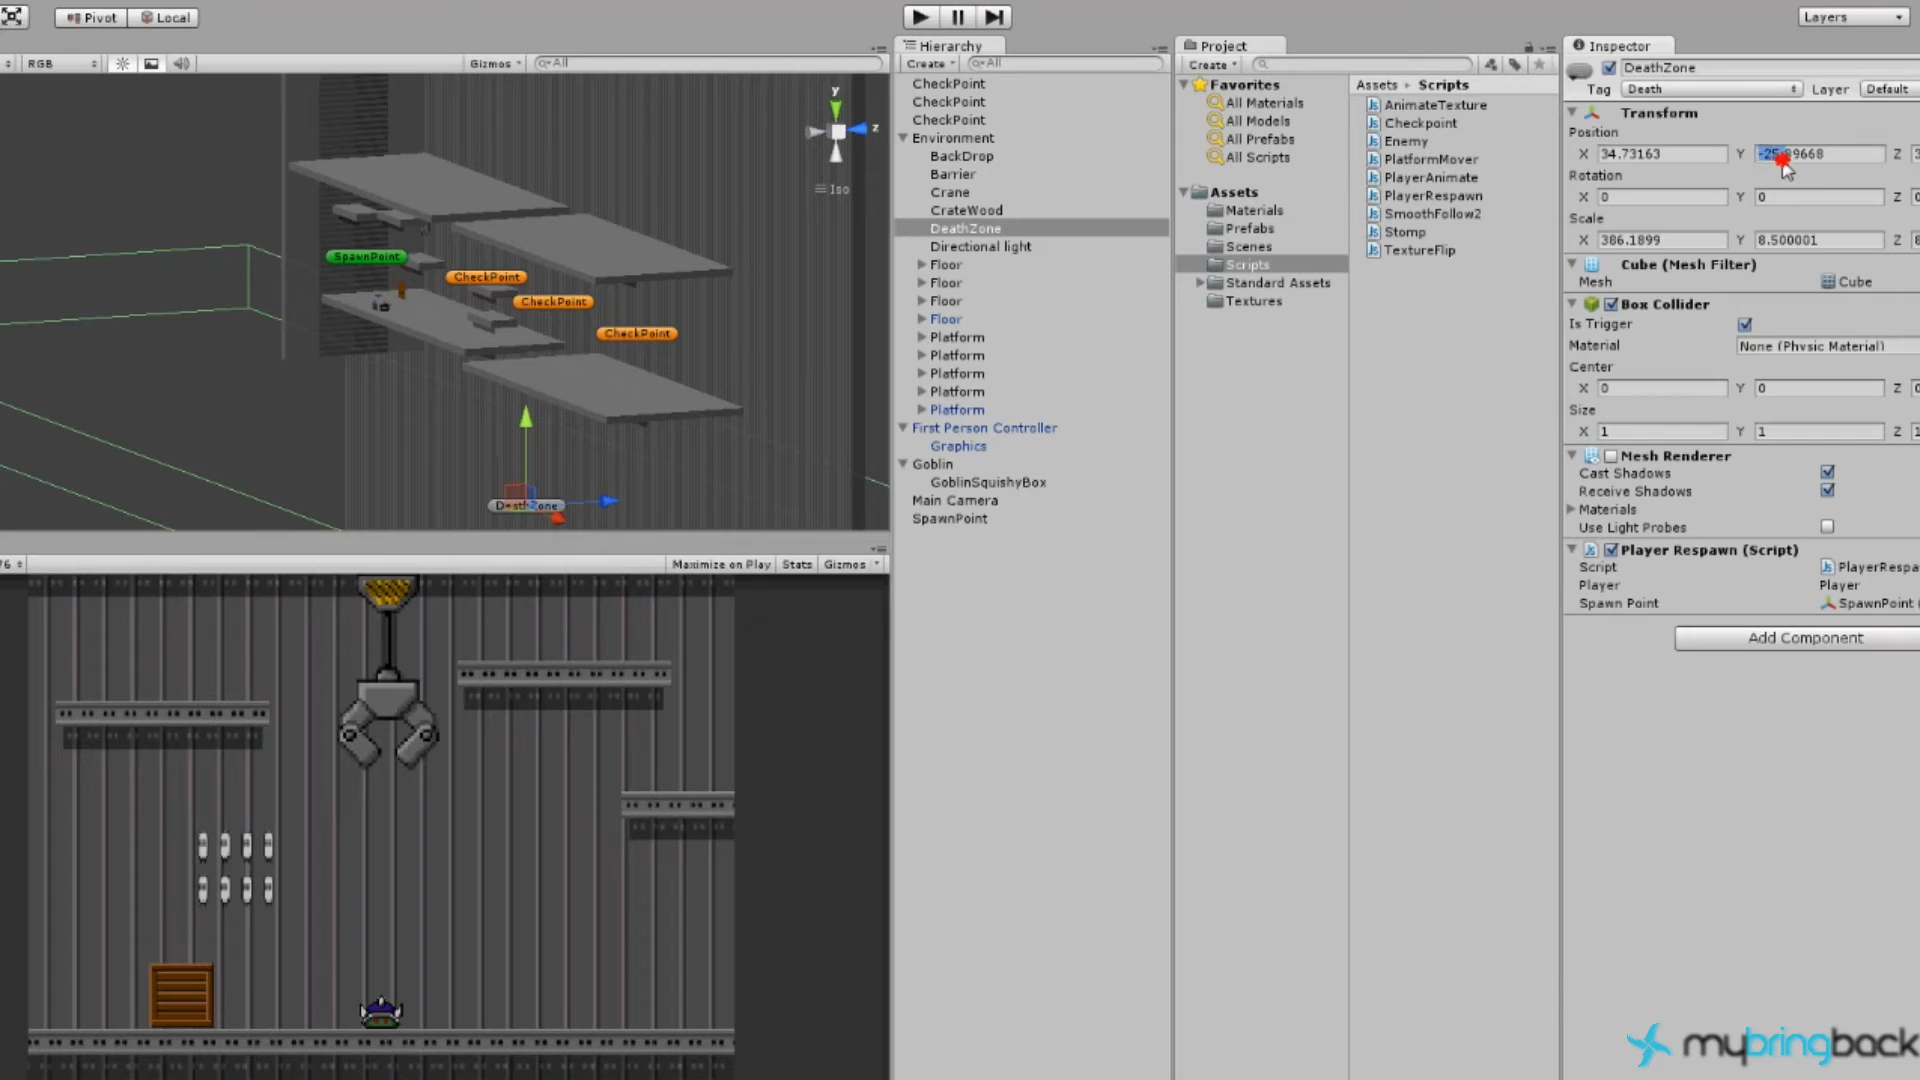 Pivot Local
Layers
RGB
Gizmos All
y
z
Iso
SpawnPoint
CheckPoint
CheckPoint
CheckPoint
DeathZone
76
Maximize on Play Stats Gizmos
Hierarchy
Create All
CheckPoint
CheckPoint
CheckPoint
Environment
BackDrop
Barrier
Crane
CrateWood
DeathZone
Directional light
Floor
Floor
Floor
Floor
Platform
Platform
Platform
Platform
Platform
First Person Controller
Graphics
Goblin
GoblinSquishyBox
Main Camera
SpawnPoint
Project
Create
Favorites
All Materials
All Models
All Prefabs
All Scripts
Assets
Materials
Prefabs
Scenes
Scripts
Standard Assets
Textures
Assets Scripts
AnimateTexture
Checkpoint
Enemy
PlatformMover
PlayerAnimate
PlayerRespawn
SmoothFollow2
Stomp
TextureFlip
Inspector
DeathZone
Tag Death Layer Default
Transform
Position
X 34.73163 Y Z
Rotation
X 0 Y 0 Z
Scale
X 386.1899 Y 8.500001 Z
Cube (Mesh Filter)
Mesh Cube
Box Collider
Is Trigger
Material None (Physic Material)
Center
X 0 Y 0 Z
Size
X 1 Y 1 Z
Mesh Renderer
Cast Shadows
Receive Shadows
Materials
Use Light Probes
Player Respawn (Script)
Script PlayerRespa
Player Player
Spawn Point SpawnPoint (
Add Component
mybringback